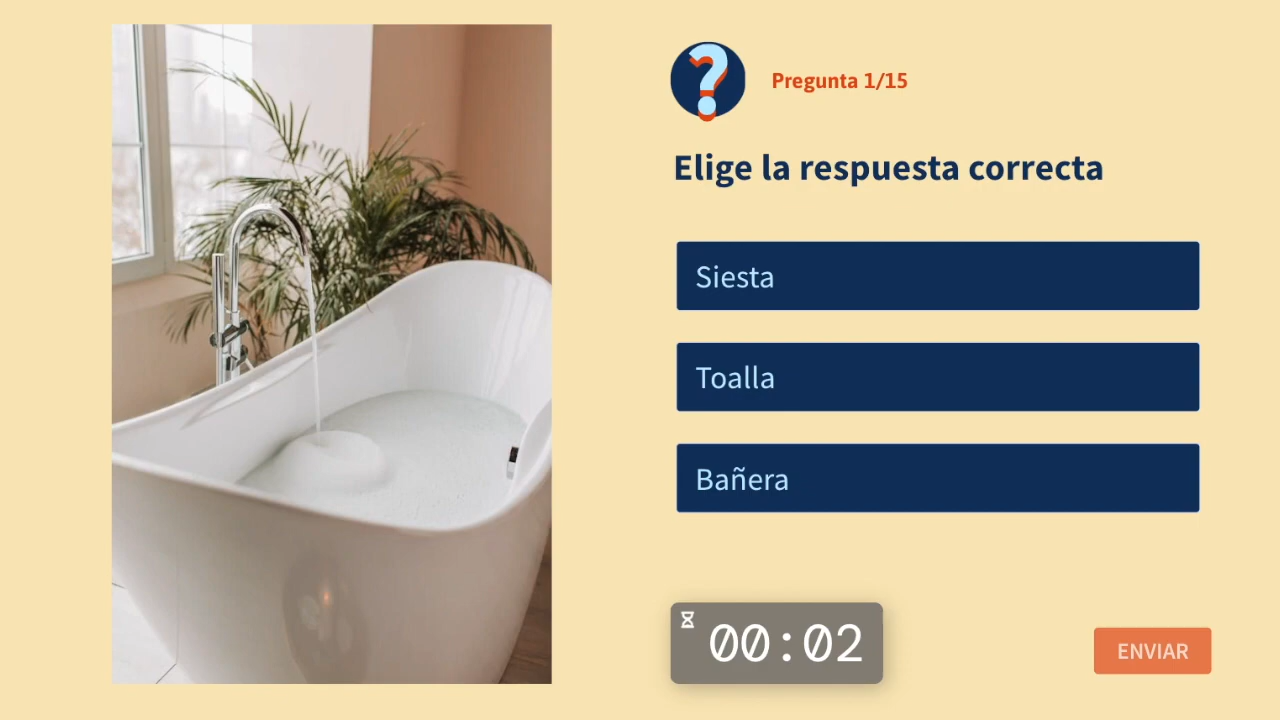 Pregunta 1/15
Elige la respuesta correcta
Siesta
Toalla
Bañera
00:02
ENVIAR